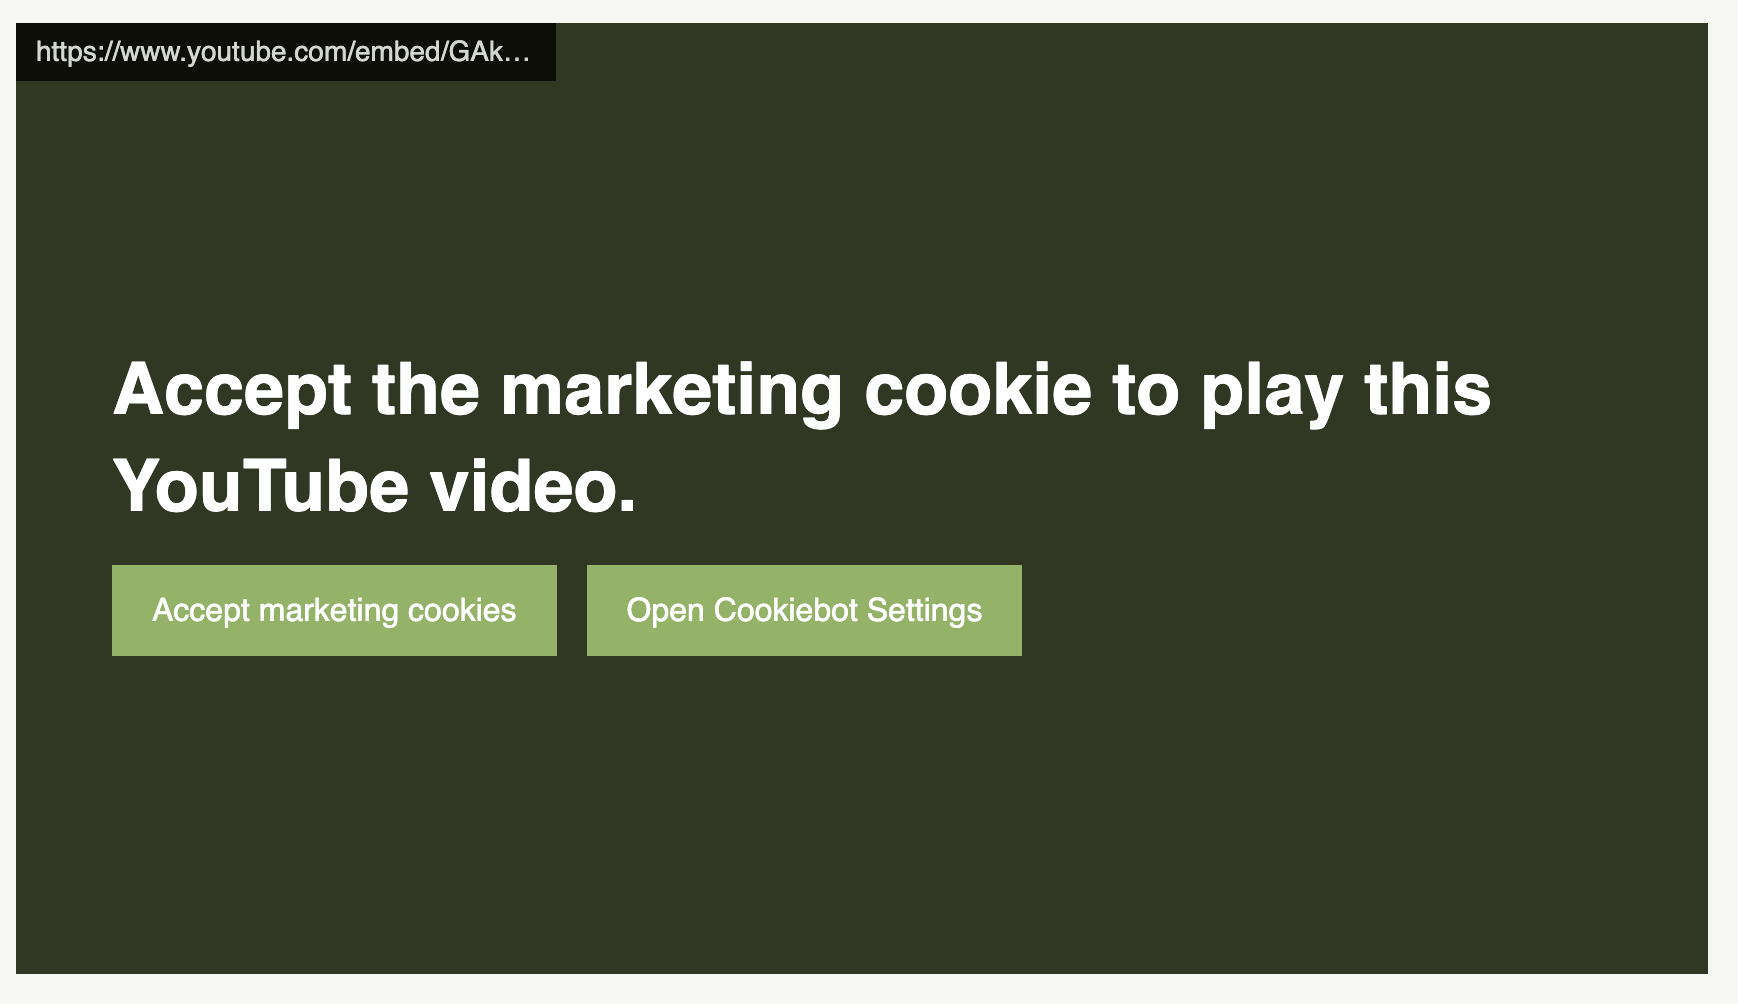 https://www.youtube.com/embed/GAk...
Accept the marketing cookie to play this
YouTube video.
Accept marketing cookies
Open Cookiebot Settings